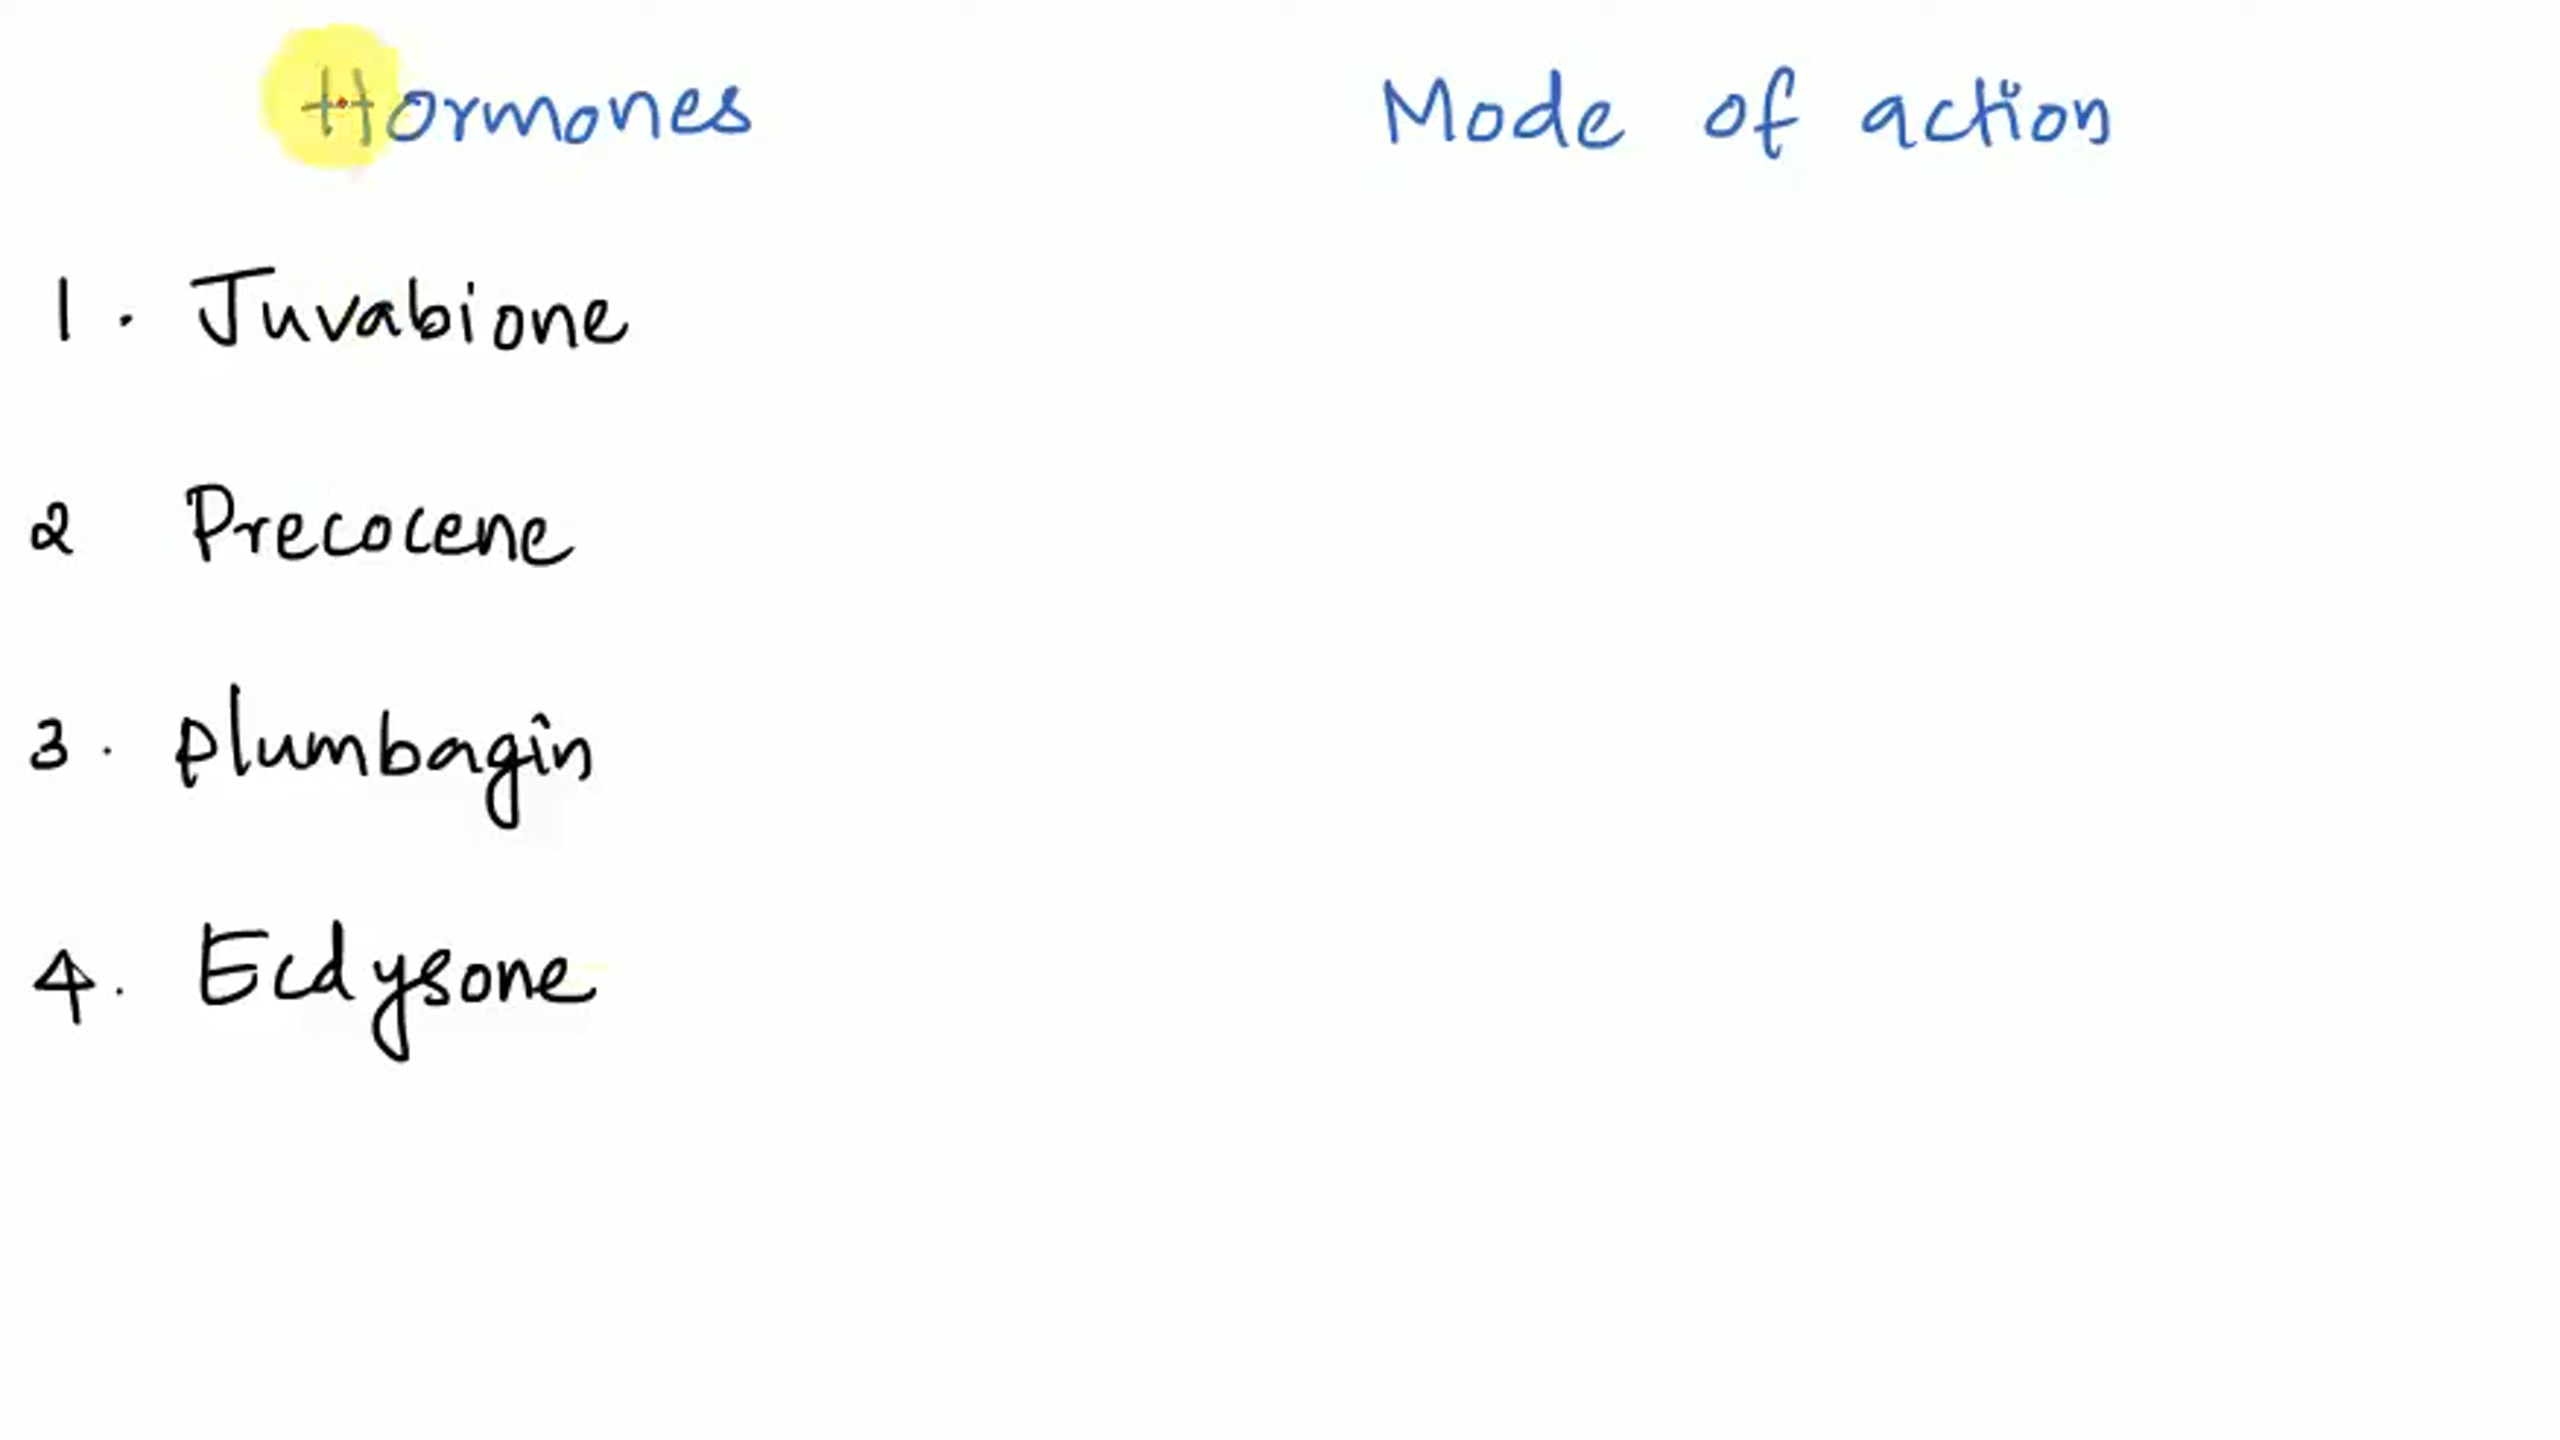 Hormones Mode of action
1. Juvabione
2 Precocene
3. plumbagin
4. Ecdysone